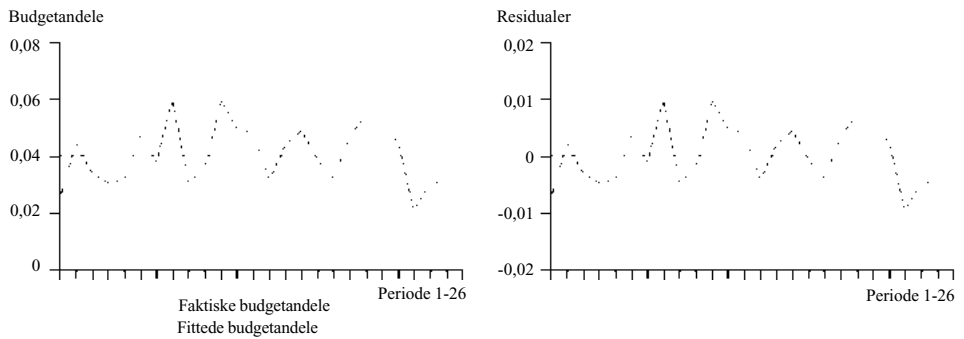 Budgetandele
0,08
0,06
0,04
0,02
0
Periode 1-26
Faktiske budgetandele
Fittede budgetandele
Residualer
0,02
0,01
0
-0,01
-0,02
Periode 1-26